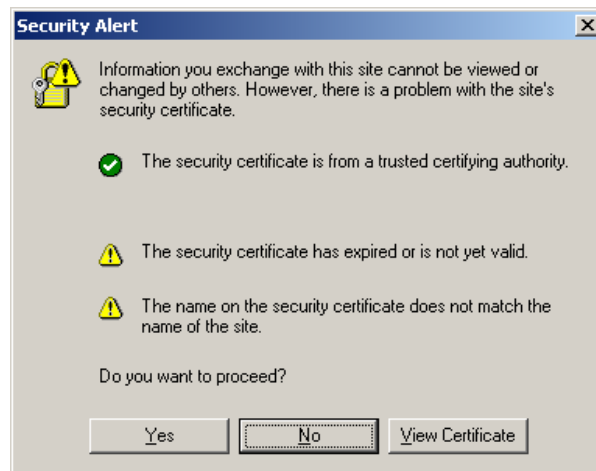 Security Alert
Information you exchange with this site cannot be viewed or
changed by others. However, there is a problem with the site's
security certificate.
The security certificate is from a trusted certifying authority.
The security certificate has expired or is not yet valid.
The name on the security certificate does not match the
name of the site.
Do you want to proceed?
Yes No View Certificate